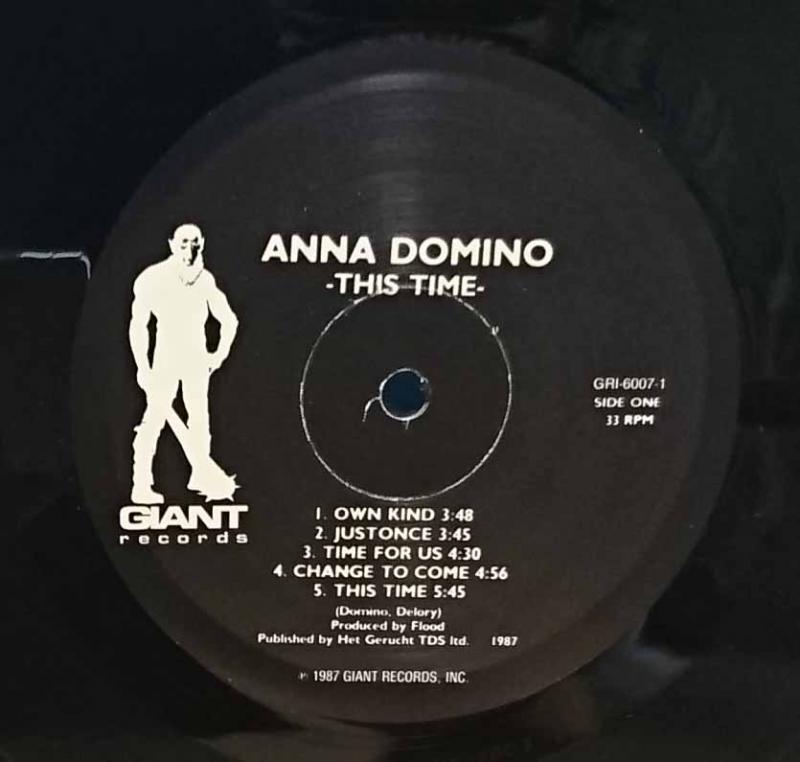 ANNA DOMINO
-THIS TIME-
GRI-6007-1
SIDE ONE
33 RPM
GIANT
records
1. OWN KIND 3:48
2. JUSTONCE 3:45
3. TIME FOR US 4:30
4. CHANGE TO COME 4:56
5. THIS TIME 5:45
(Domino, Delory)
Produced by Flood
Published by Het Gerucht TDS ltd. 1987
℗ 1987 GIANT RECORDS, INC.